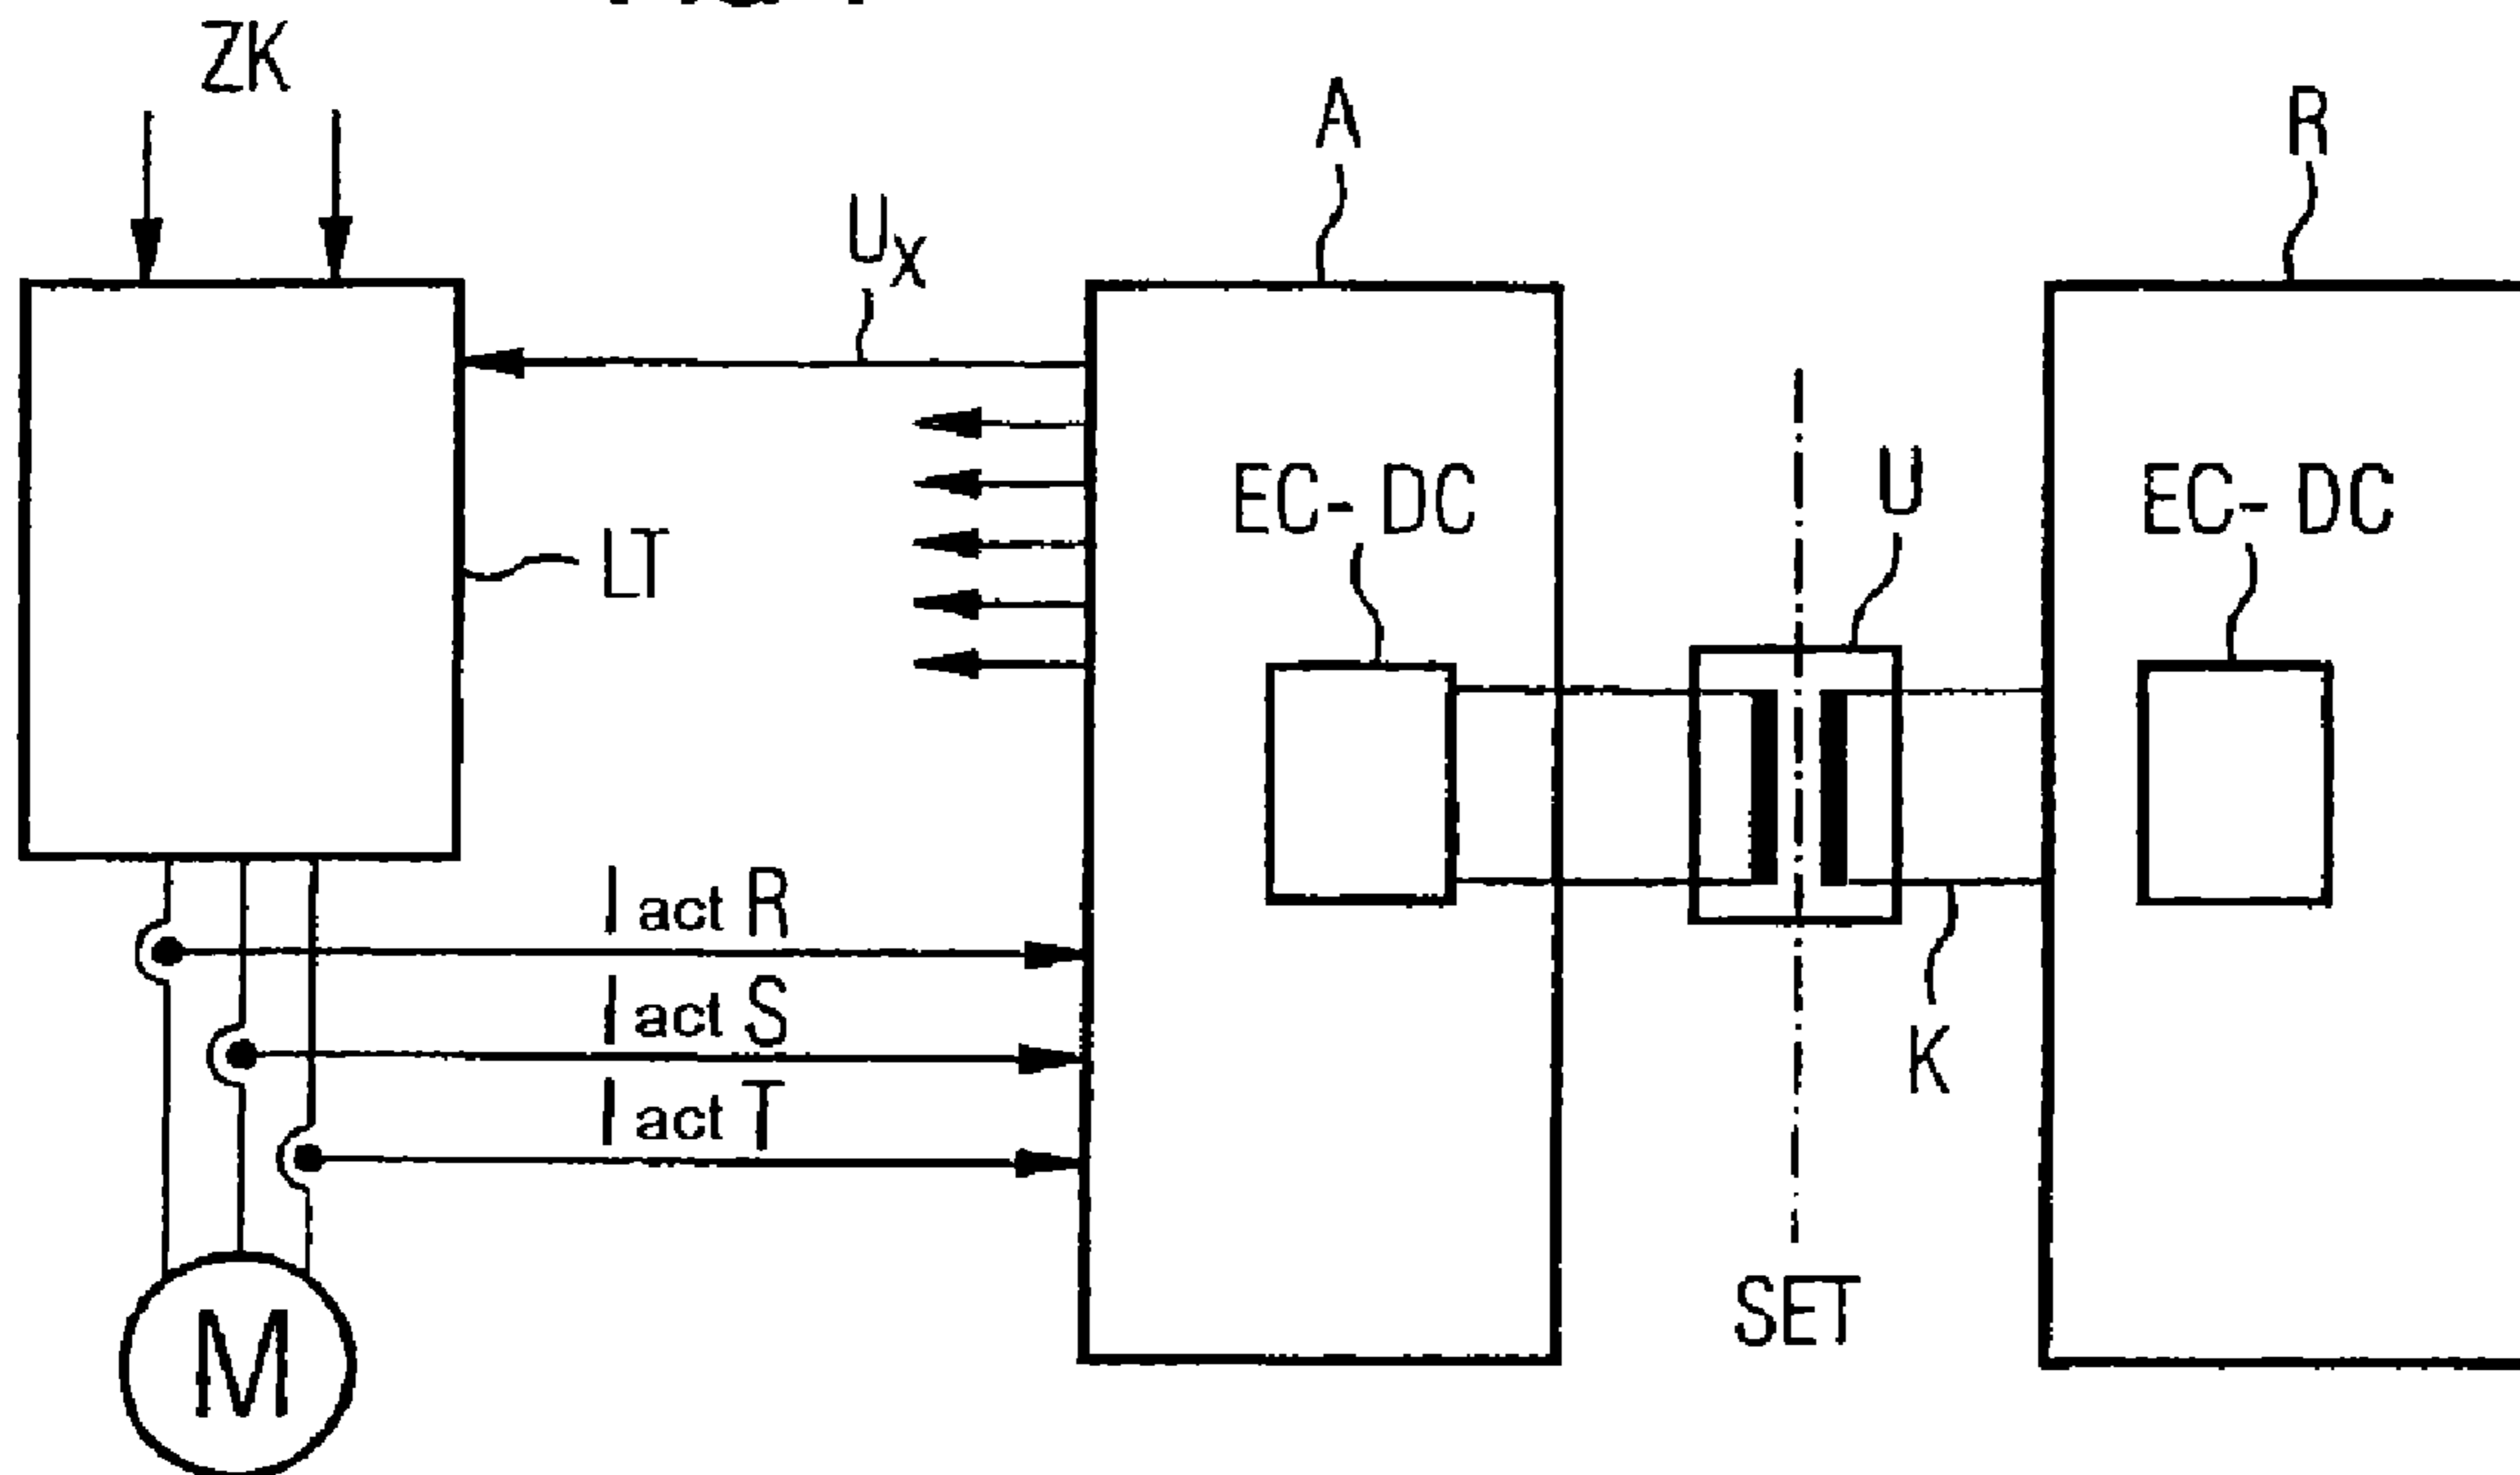 ZK
A
R
UX
EC- DC
U
EC- DC
LT
I act R
I act S
K
I act T
SET
M